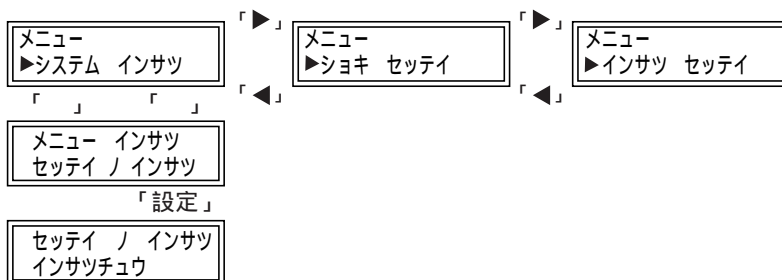 メニュー
▶システム インサツ
「▶」
「◀」
メニュー
▶ショキ セッテイ
「▶」
「◀」
メニュー
▶インサツ セッテイ
「 」 「 」
メニュー インサツ
セッテイ ノ インサツ
「設定」
セッテイ ノ インサツ
インサツチュウ